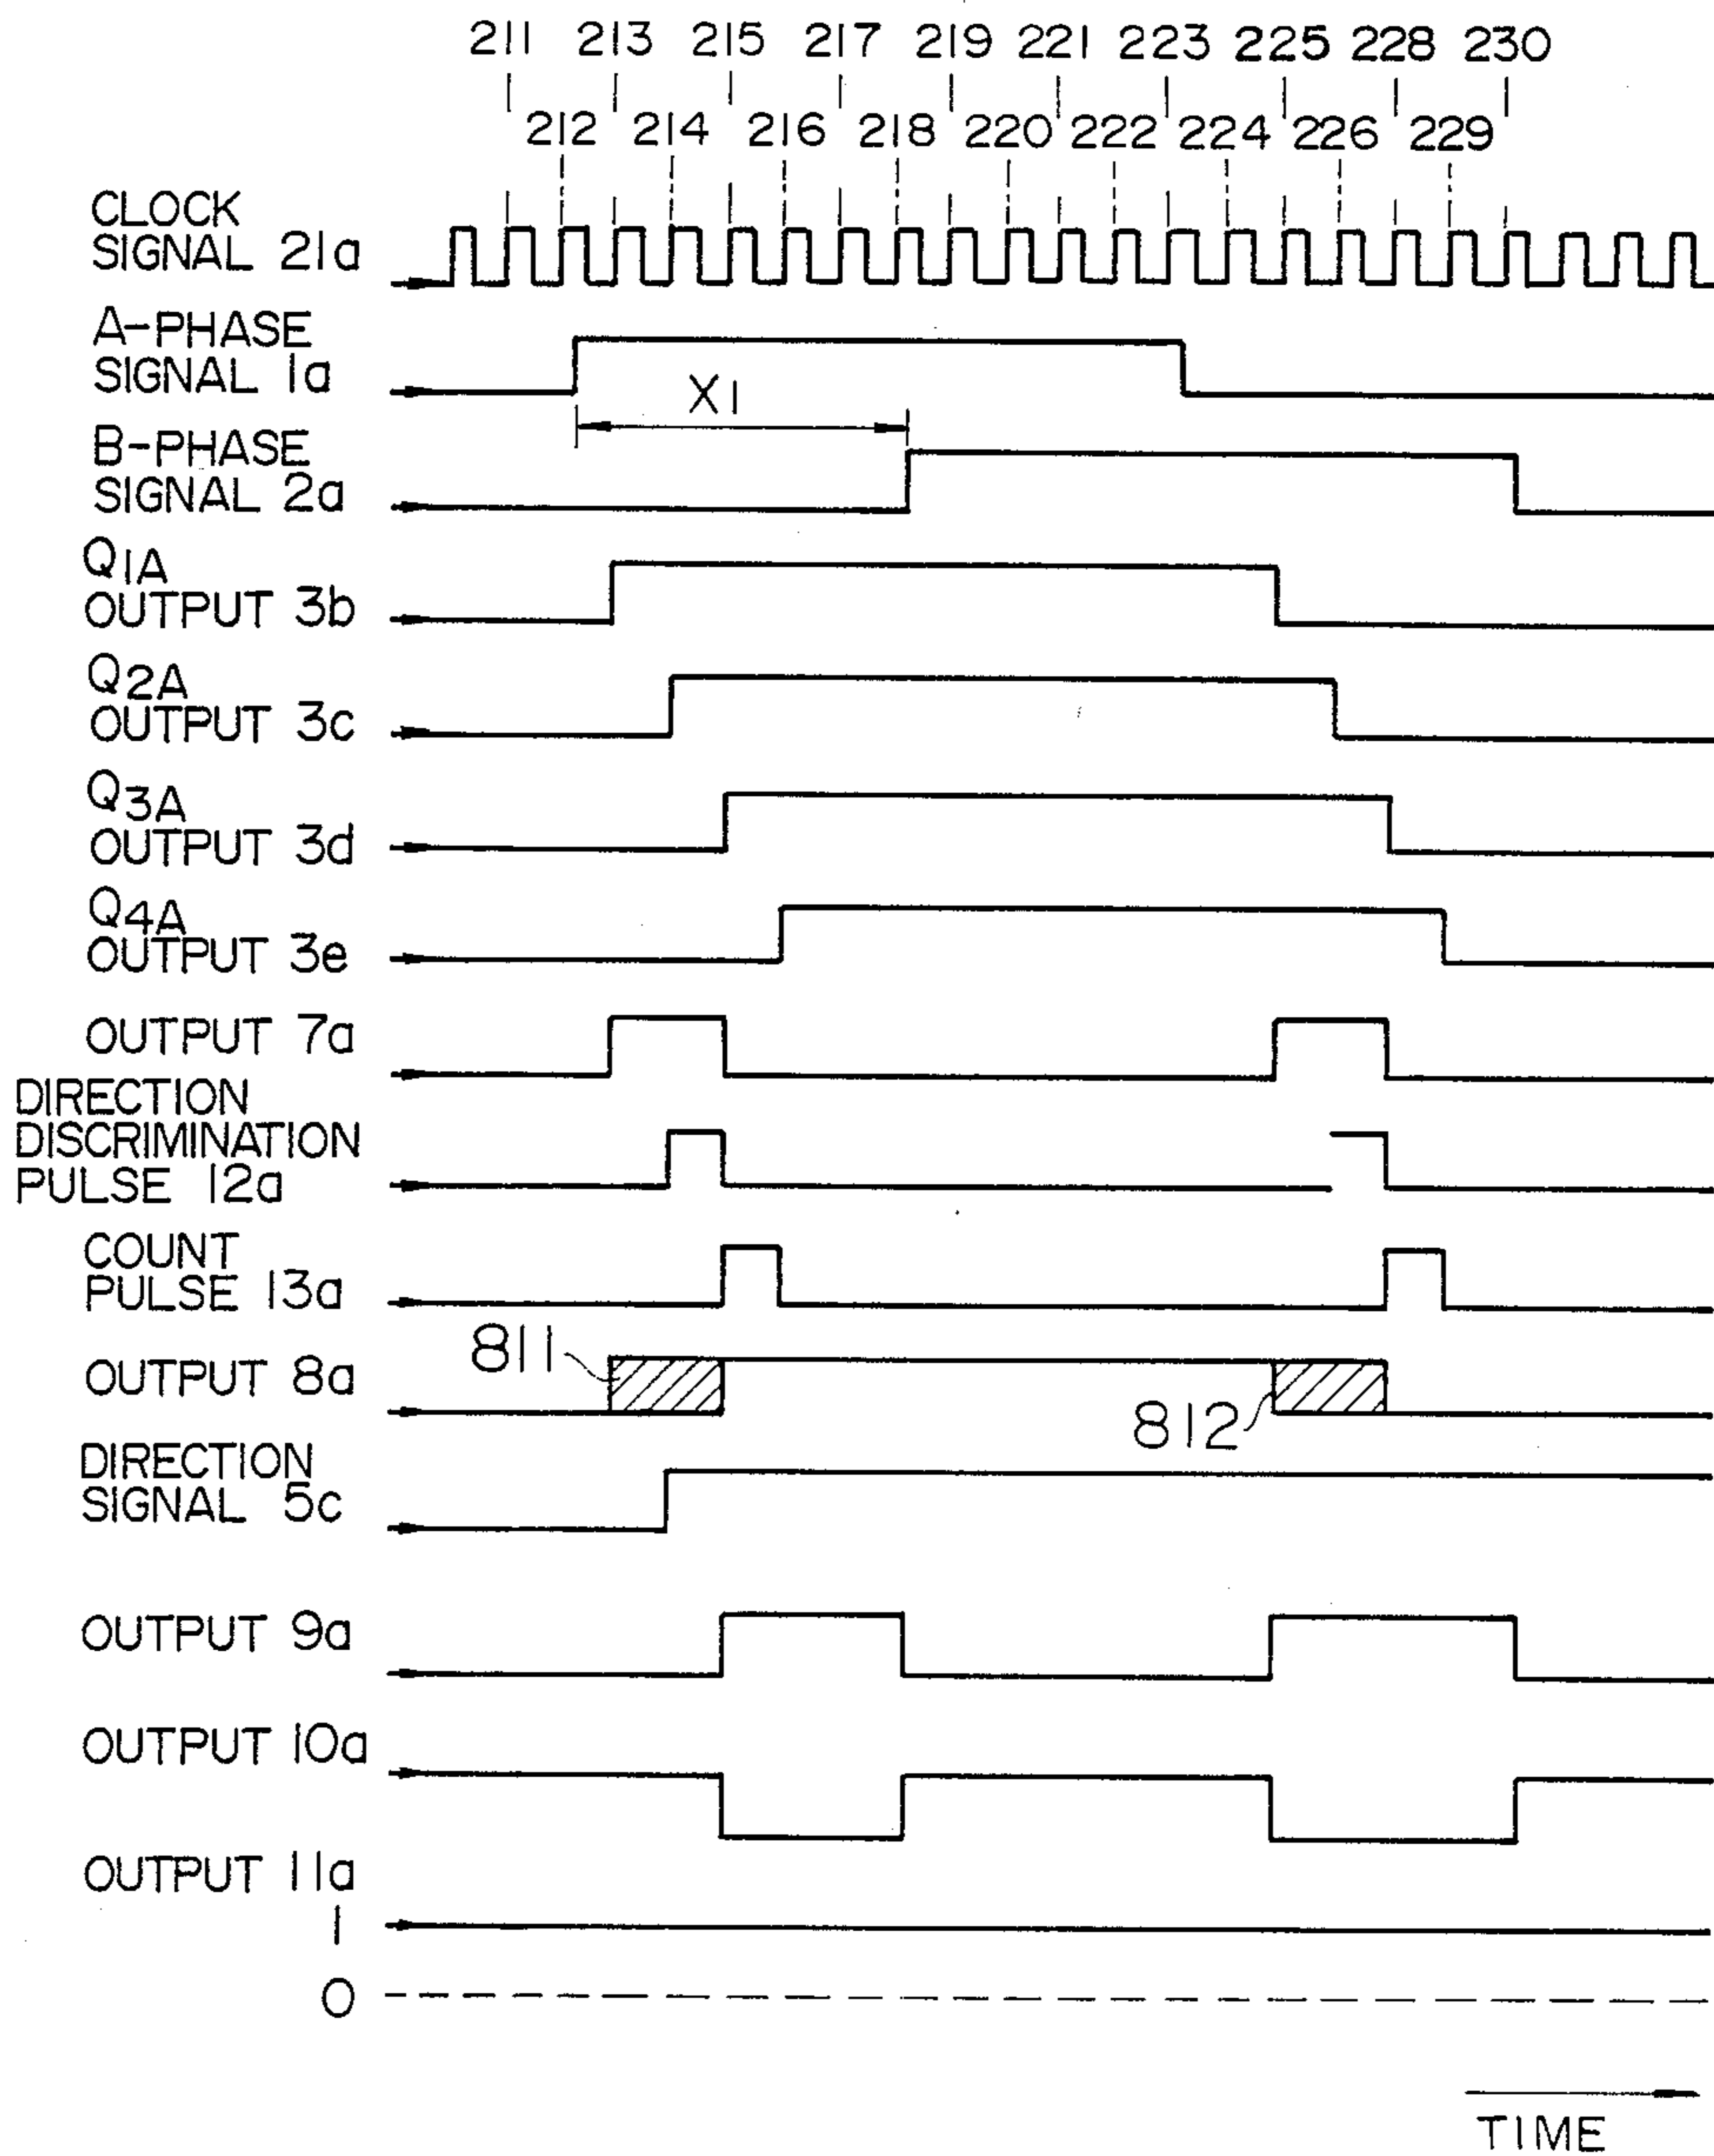 211 213 215 217 219 221 223 225 228 230
212 214 216 218 220 222 224 226 229
CLOCK
SIGNAL 21a
A-PHASE
SIGNAL 1a
X1
B-PHASE
SIGNAL 2a
Q1A
OUTPUT 3b
Q2A
OUTPUT 3c
Q3A
OUTPUT 3d
Q4A
OUTPUT 3e
OUTPUT 7a
DIRECTION
DISCRIMINATION
PULSE 12a
COUNT
PULSE 13a
811
OUTPUT 8a
812
DIRECTION
SIGNAL 5c
OUTPUT 9a
OUTPUT 10a
OUTPUT 11a
1
0
TIME